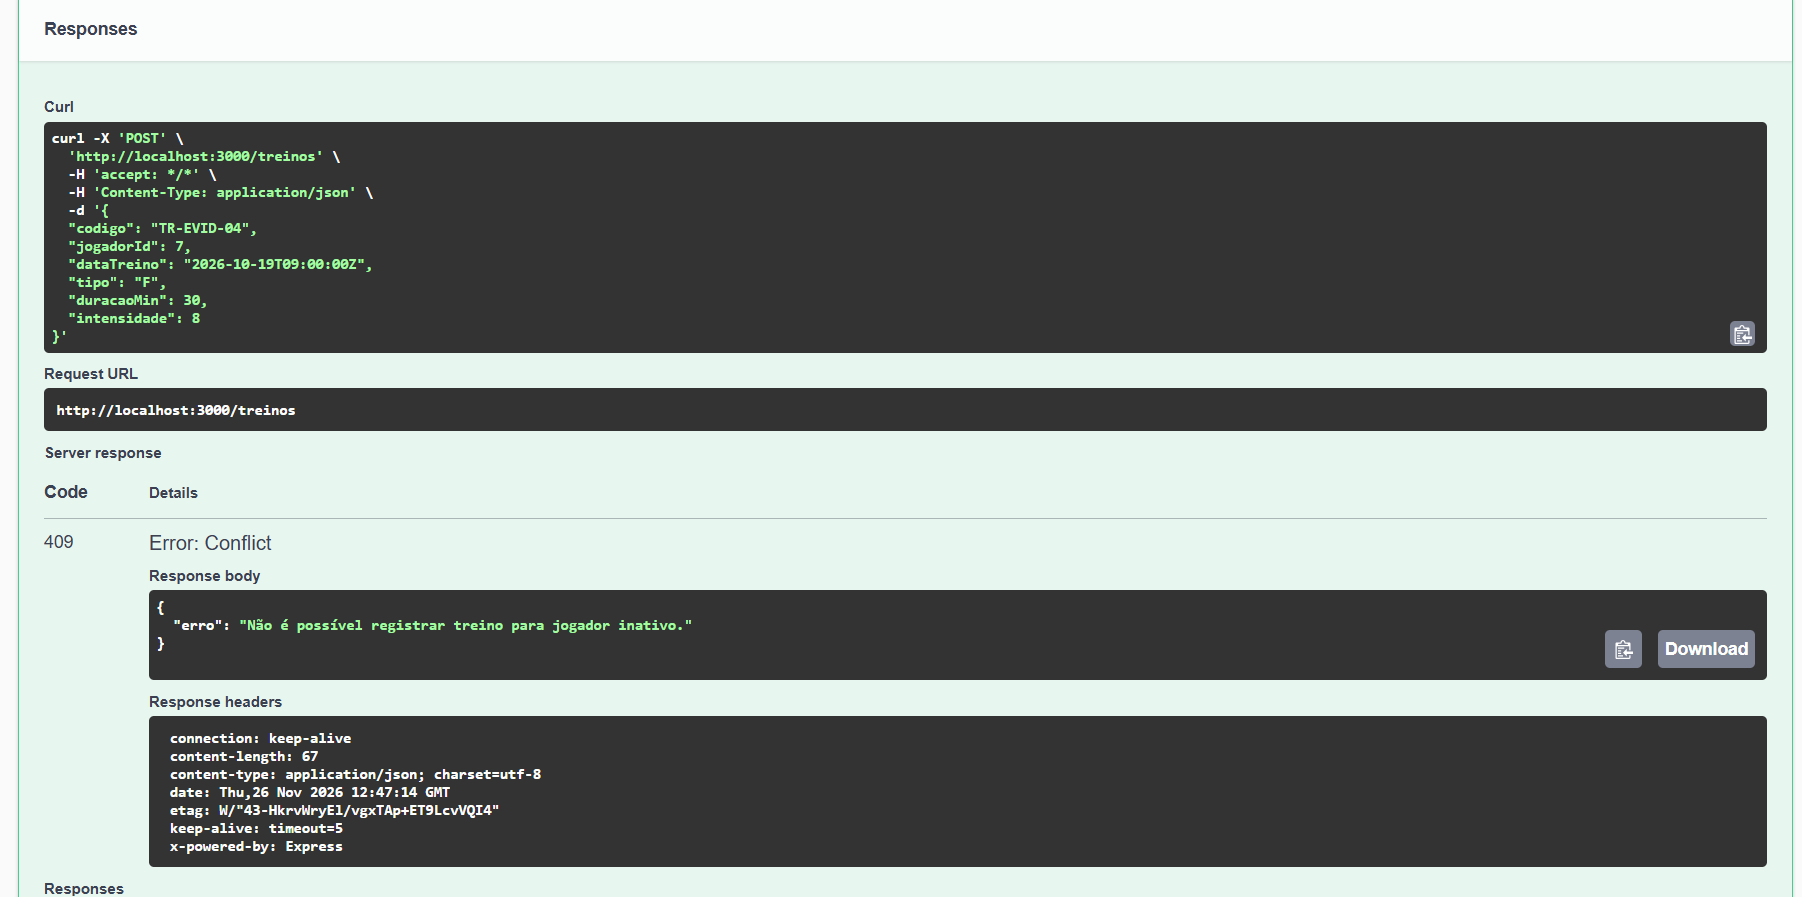 Responses
Curl
curl -X 'POST' \
'http://localhost:3000/treinos' \
-H 'accept: */*' \
-H 'Content-Type: application/json' \
-d '{
"codigo": "TR-EVID-04",
"jogadorId": 7,
"dataTreino": "2026-10-19T09:00:00Z",
"tipo": "F",
"duracaoMin": 30,
"intensidade": 8
}'
Request URL
http://localhost:3000/treinos
Server response
Code Details
409 Error: Conflict
Response body
{
"erro": "Não é possível registrar treino para jogador inativo."
}
Download
Response headers
connection: keep-alive
content-length: 67
content-type: application/json; charset=utf-8
date: Thu,26 Nov 2026 12:47:14 GMT
etag: W/"43-HkrvWryEl/vgxTAp+ET9LcvVQI4"
keep-alive: timeout=5
x-powered-by: Express
Responses